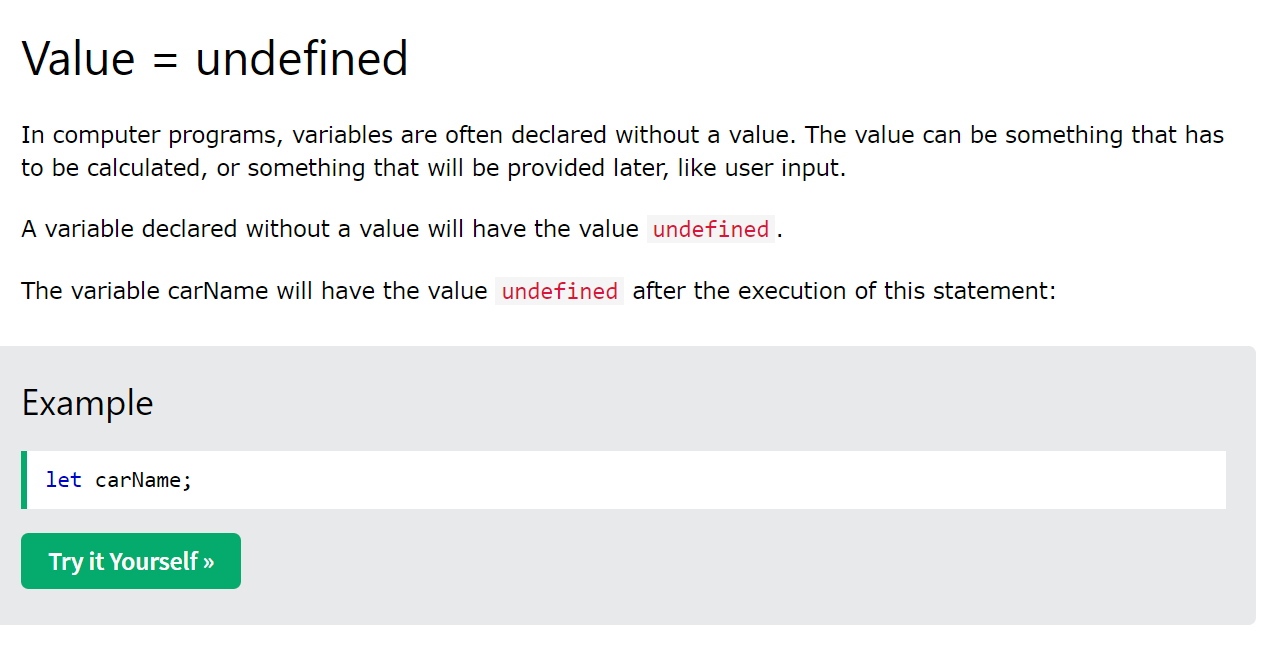 Value = undefined
In computer programs, variables are often declared without a value. The value can be something that has
to be calculated, or something that will be provided later, like user input.
A variable declared without a value will have the value undefined.
The variable carName will have the value undefined after the execution of this statement:
Example
let carName;
Try it Yourself »